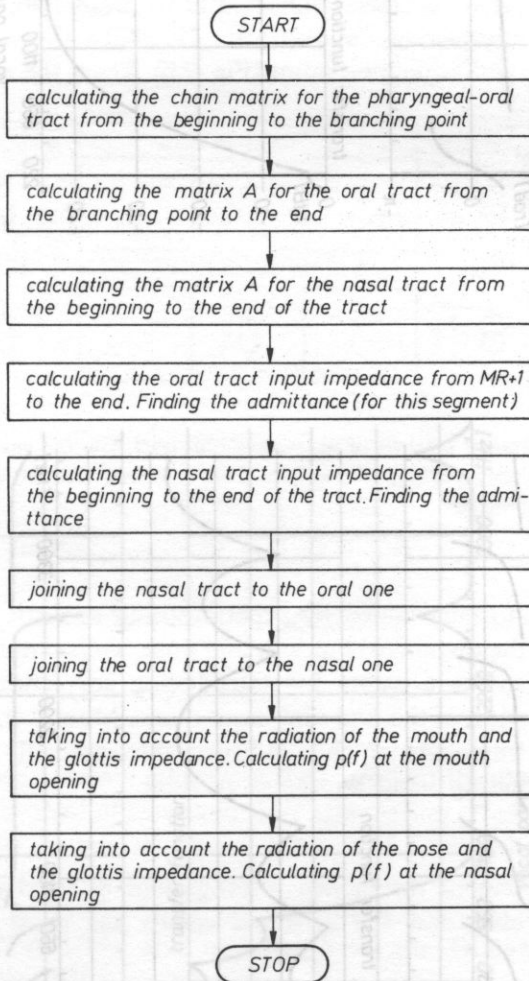 START
calculating the chain matrix for the pharyngeal-oral
tract from the beginning to the branching point
calculating the matrix A for the oral tract from
the branching point to the end
calculating the matrix A for the nasal tract from
the beginning to the end of the tract
calculating the oral tract input impedance from MR+1
to the end. Finding the admittance (for this segment)
calculating the nasal tract input impedance from
the beginning to the end of the tract. Finding the admi-
ttance
joining the nasal tract to the oral one
joining the oral tract to the nasal one
taking into account the radiation of the mouth and
the glottis impedance. Calculating p(f) at the mouth
opening
taking into account the radiation of the nose and
the glottis impedance. Calculating p(f) at the nasal
opening
STOP